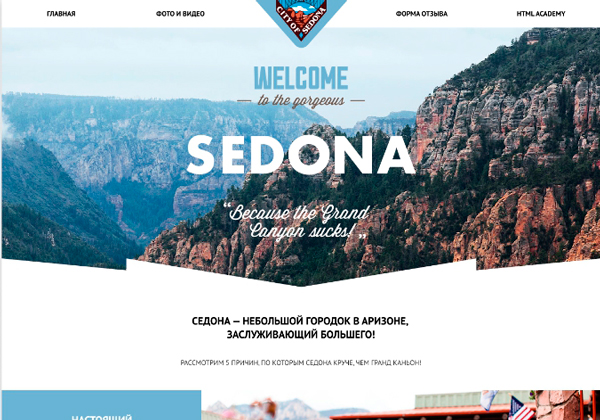 ГЛАВНАЯ
ФОТО И ВИДЕО
CITY OF SEDONA
ФОРМА ОТЗЫВА
HTML ACADEMY
WELCOME
— to the gorgeous —
SEDONA
“Because the Grand
Canyon sucks!„
СЕДОНА — НЕБОЛЬШОЙ ГОРОДОК В АРИЗОНЕ,
ЗАСЛУЖИВАЮЩИЙ БОЛЬШЕГО!
РАССМОТРИМ 5 ПРИЧИН, ПО КОТОРЫМ СЕДОНА КРУЧЕ, ЧЕМ ГРАНД КАНЬОН!
НАСТОЯЩИЙ